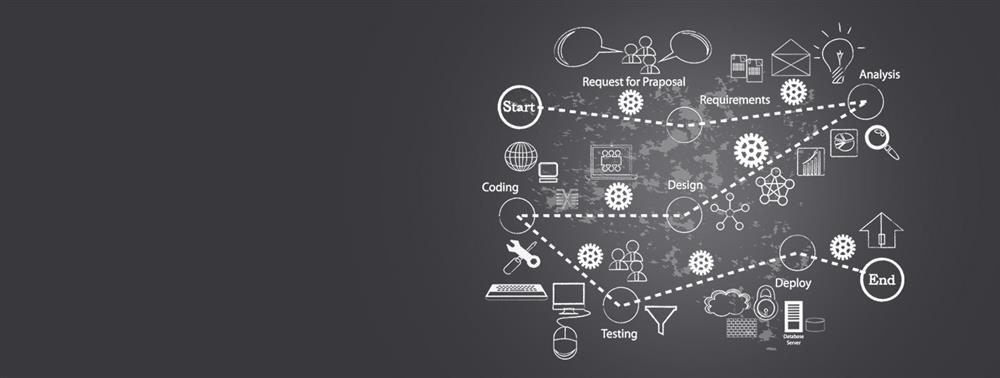 Request for Praposal
Start
Requirements
Analysis
Coding
Design
Deploy
End
Testing
Database
Server